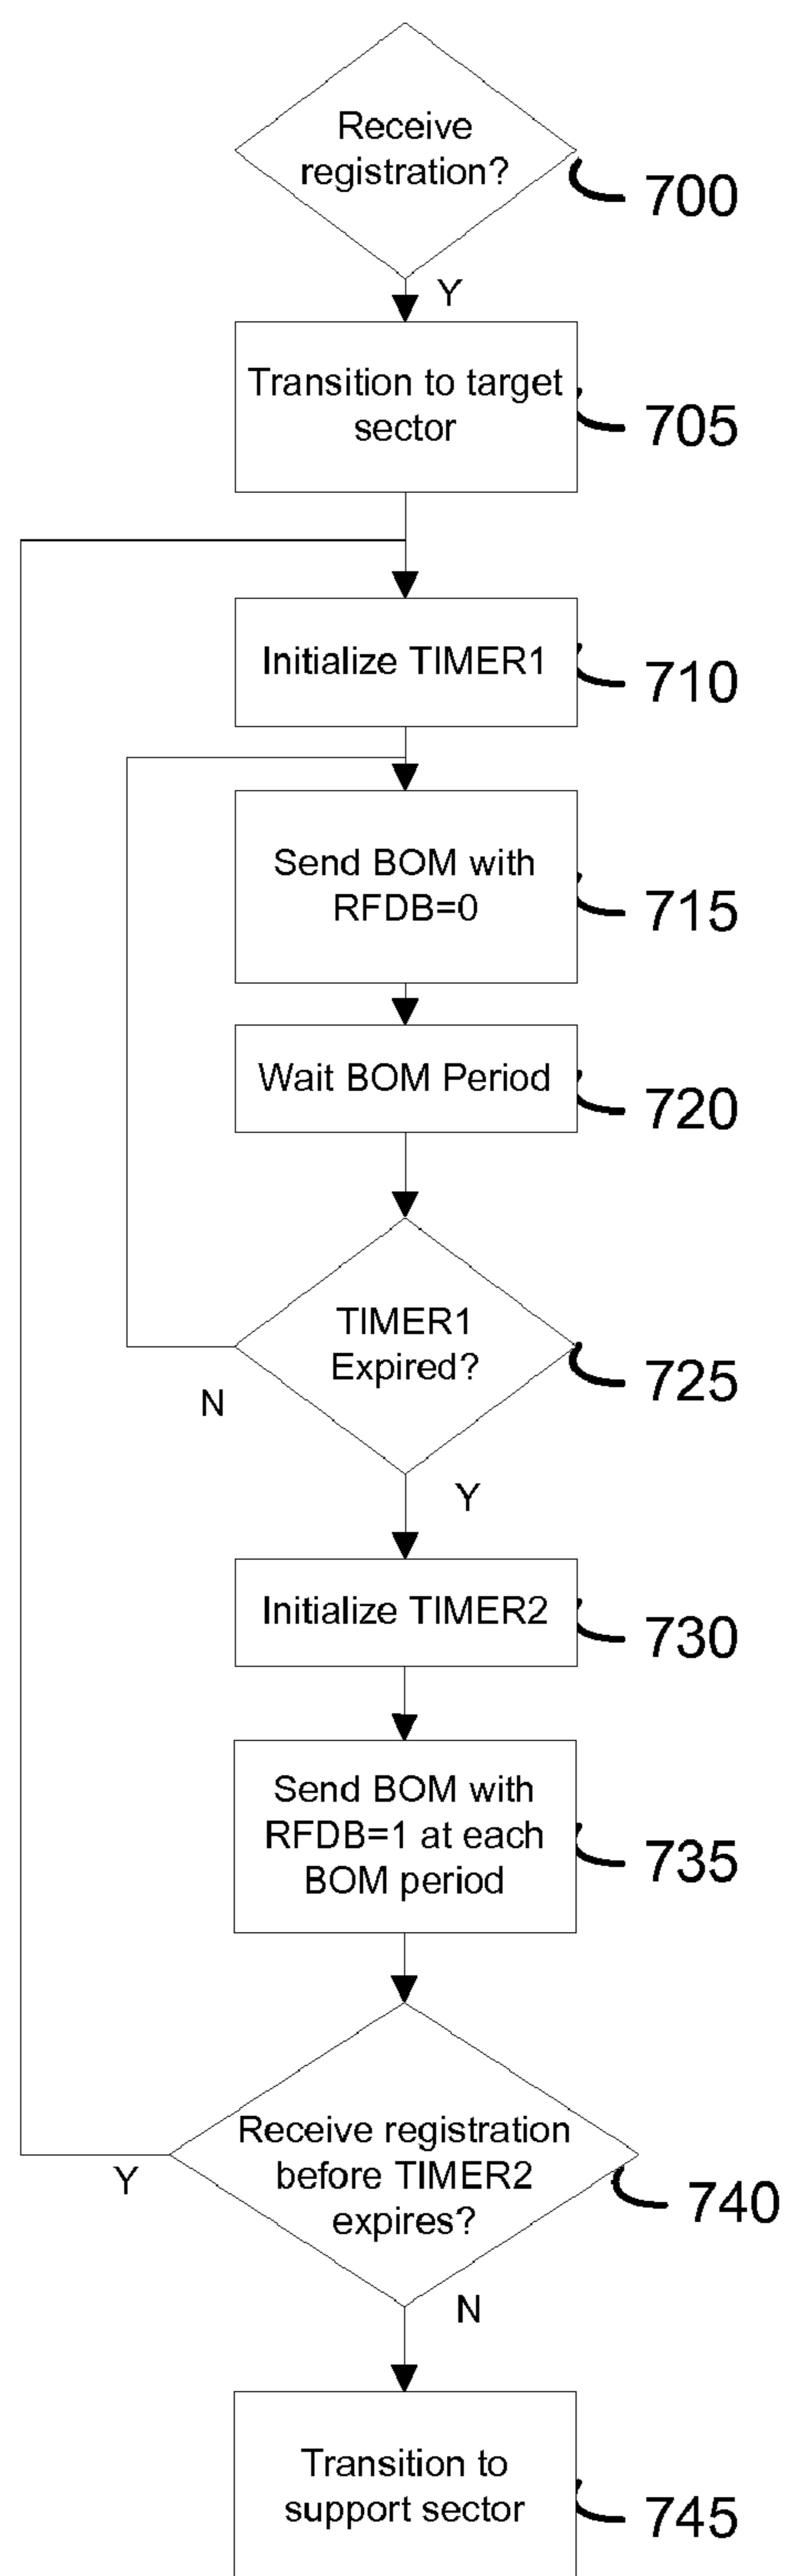 Receive
registration?
700
Y
Transition to target
sector
705
Initialize TIMER1
710
Send BOM with
RFDB=0
715
Wait BOM Period
720
TIMER1
Expired?
725
N
Y
Initialize TIMER2
730
Send BOM with
RFDB=1 at each
BOM period
735
Receive registration
before TIMER2
expires?
740
Y
N
Transition to
support sector
745